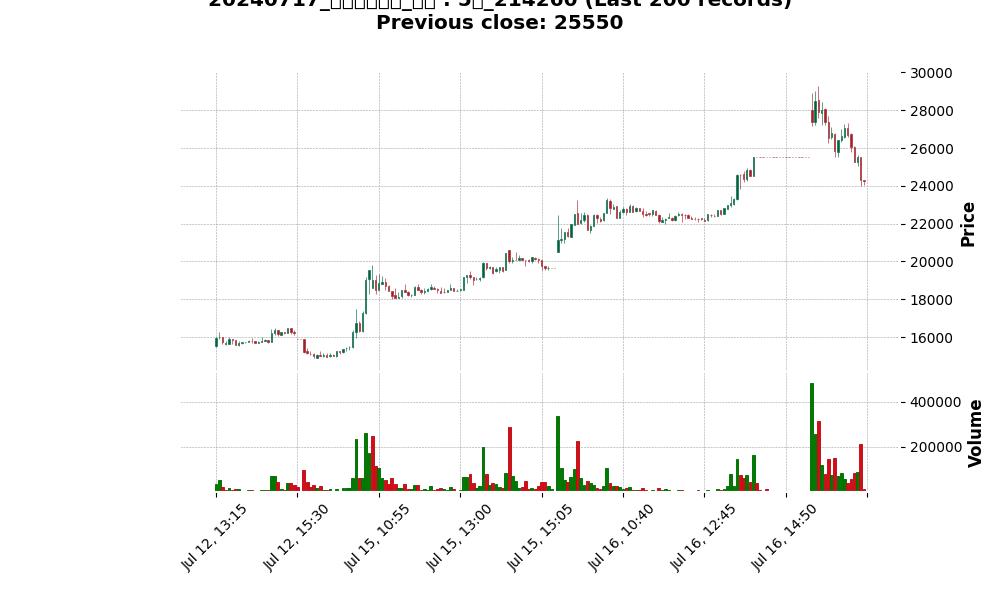 20240717_▯▯▯▯▯▯_▯▯ : 5▯_214260 (Last 200 records)
Previous close: 25550
30000
28000
26000
24000
22000
20000
18000
16000
Price
400000
200000
Volume
Jul 12, 13:15
Jul 12, 15:30
Jul 15, 10:55
Jul 15, 13:00
Jul 15, 15:05
Jul 16, 10:40
Jul 16, 12:45
Jul 16, 14:50